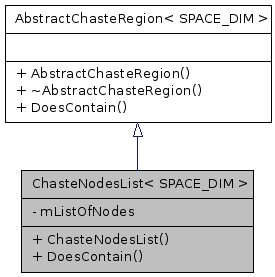 AbstractChasteRegion< SPACE_DIM >
+ AbstractChasteRegion()
+ ~AbstractChasteRegion()
+ DoesContain()
ChasteNodesList< SPACE_DIM >
- mListOfNodes
+ ChasteNodesList()
+ DoesContain()